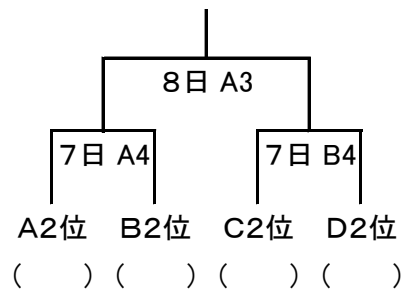 ８日 A3
７日 A4 ７日 B4
A２位 B２位 C２位 D２位
（　　）（　　）（　　）（　　）